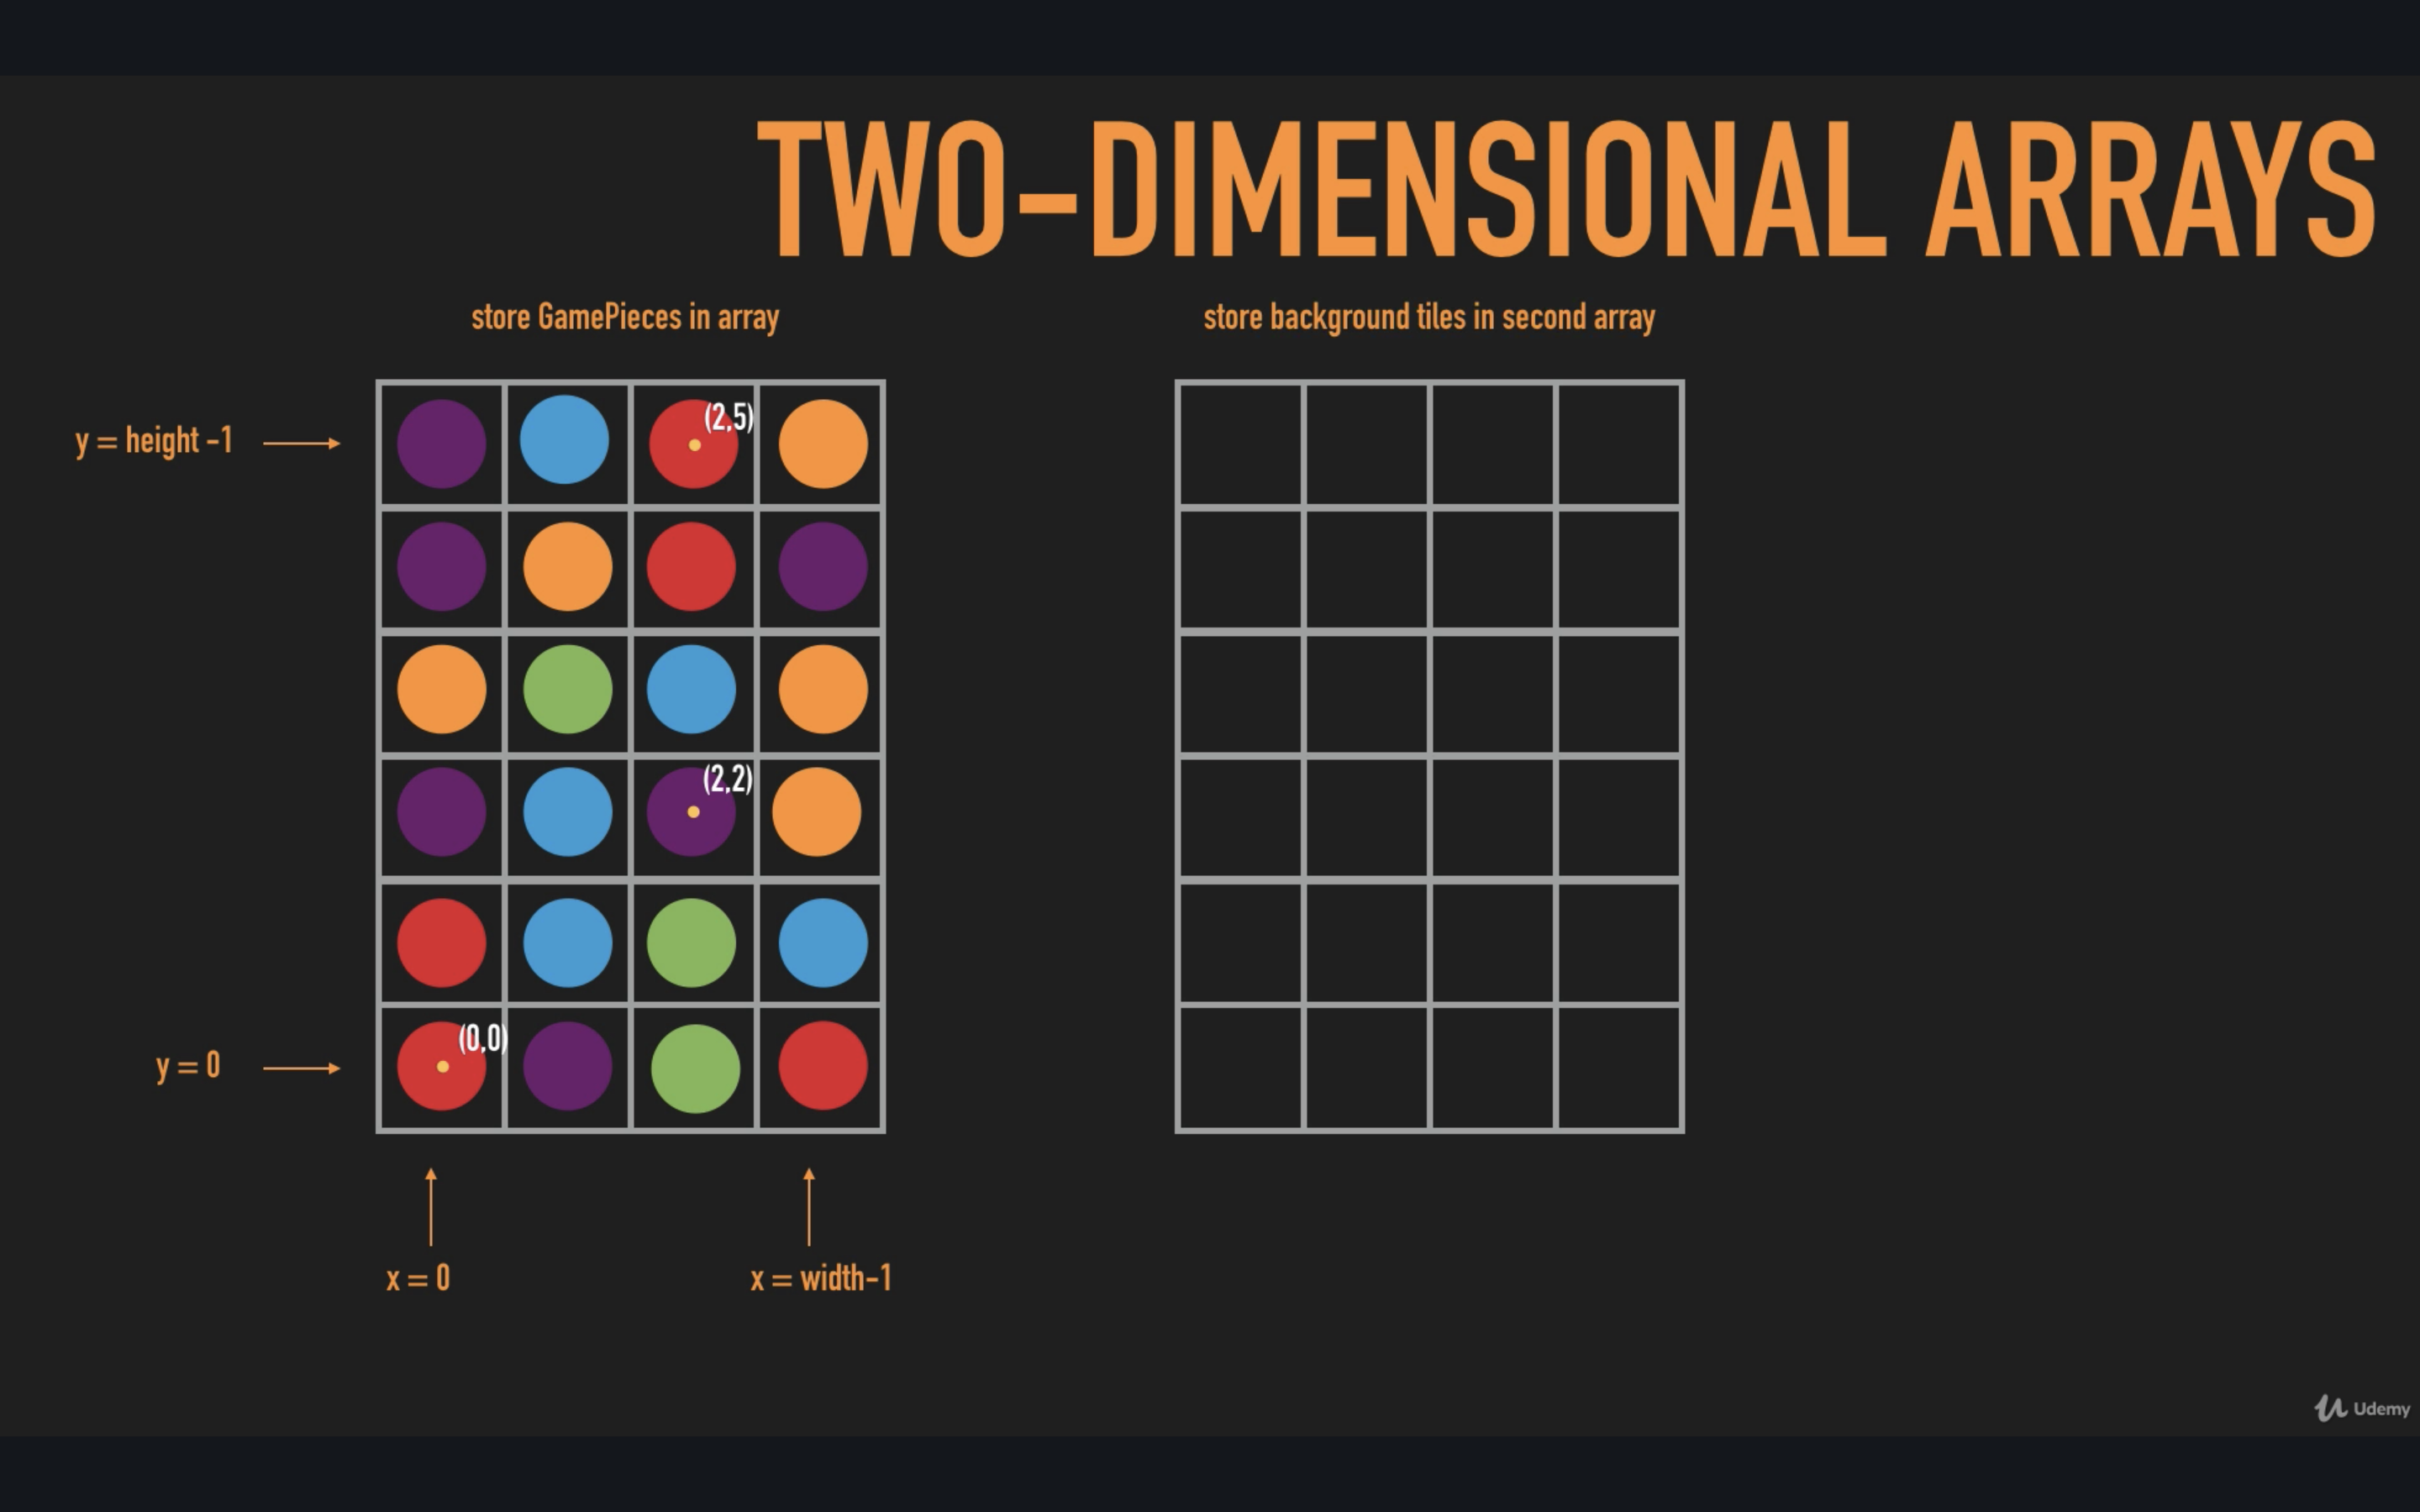 TWO-DIMENSIONAL ARRAYS
store GamePieces in array
store background tiles in second array
(2,5)
y = height -1
(2,2)
(0,0)
y = 0
x = 0
x = width-1
Udemy